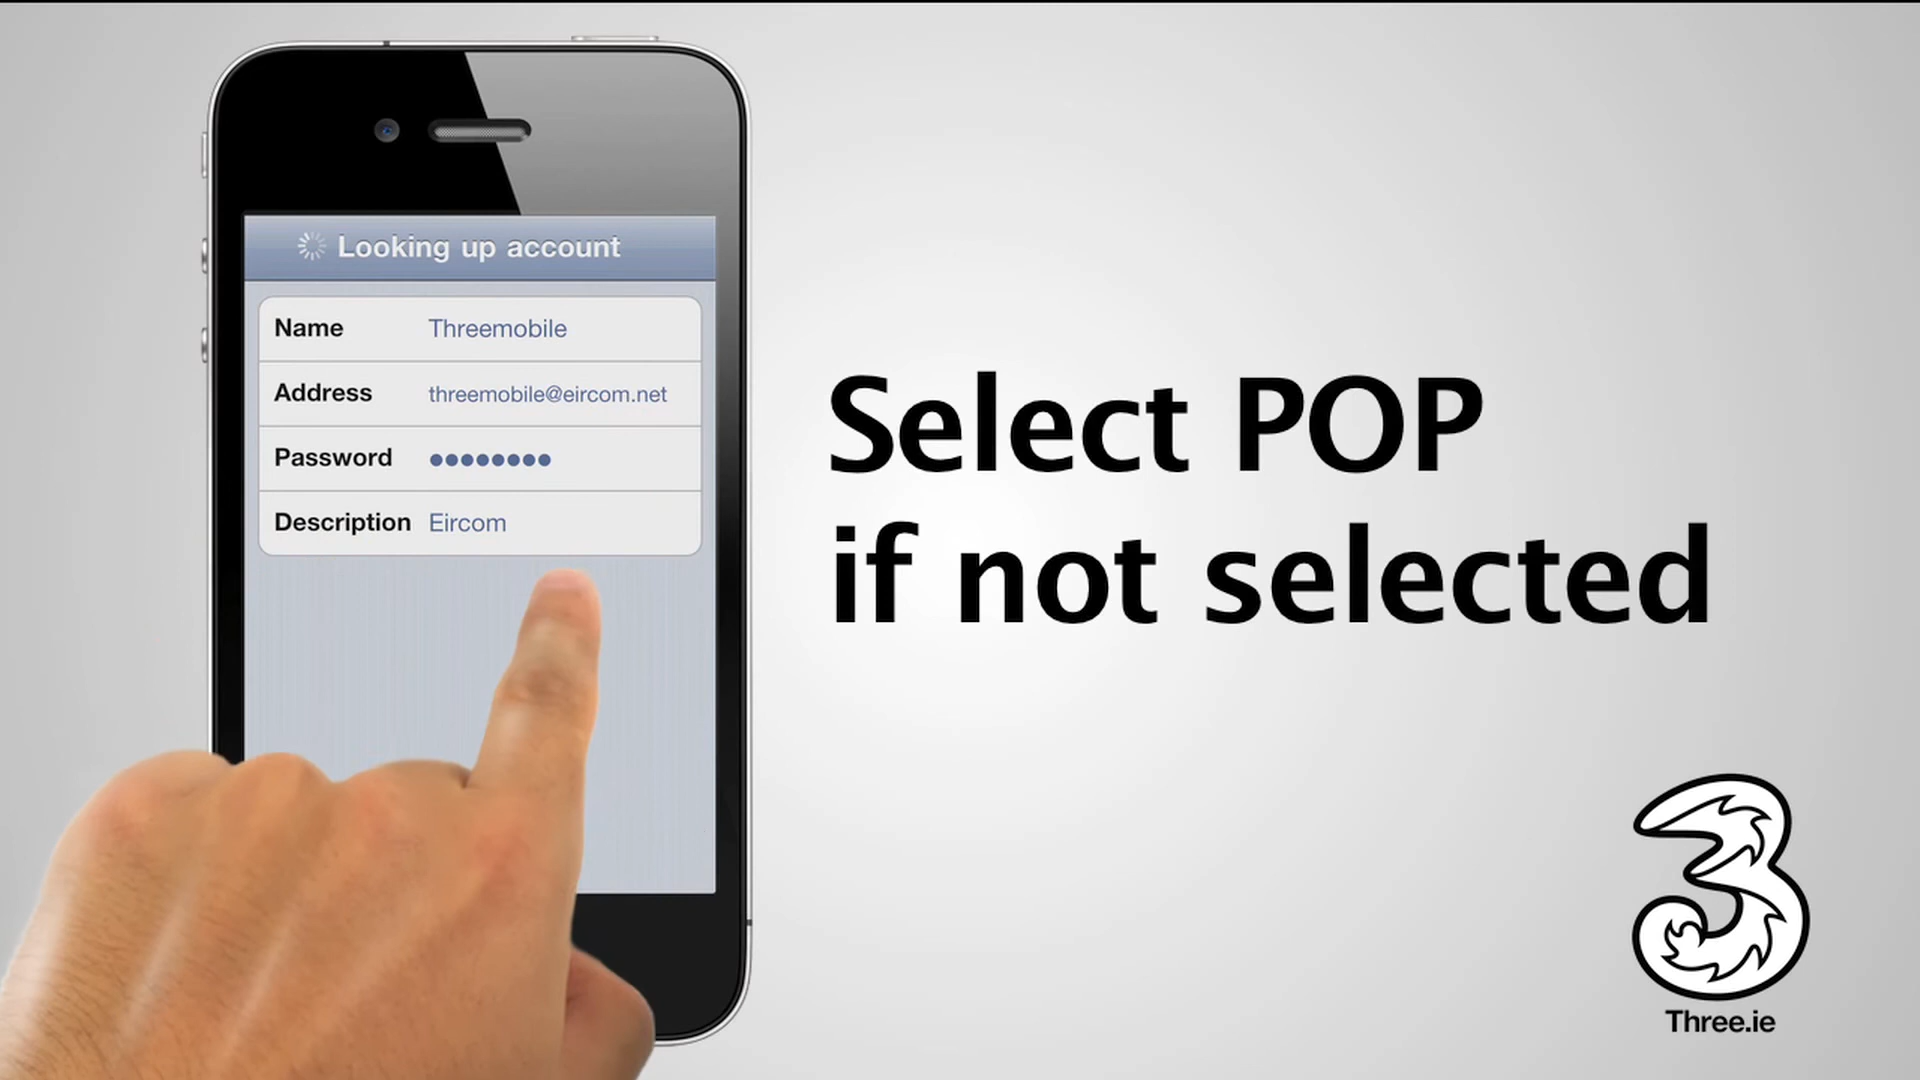 Looking up account
Name Threemobile
Address threemobile@eircom.net
Password ••••••••
Description Eircom
Select POP
if not selected
3
Three.ie